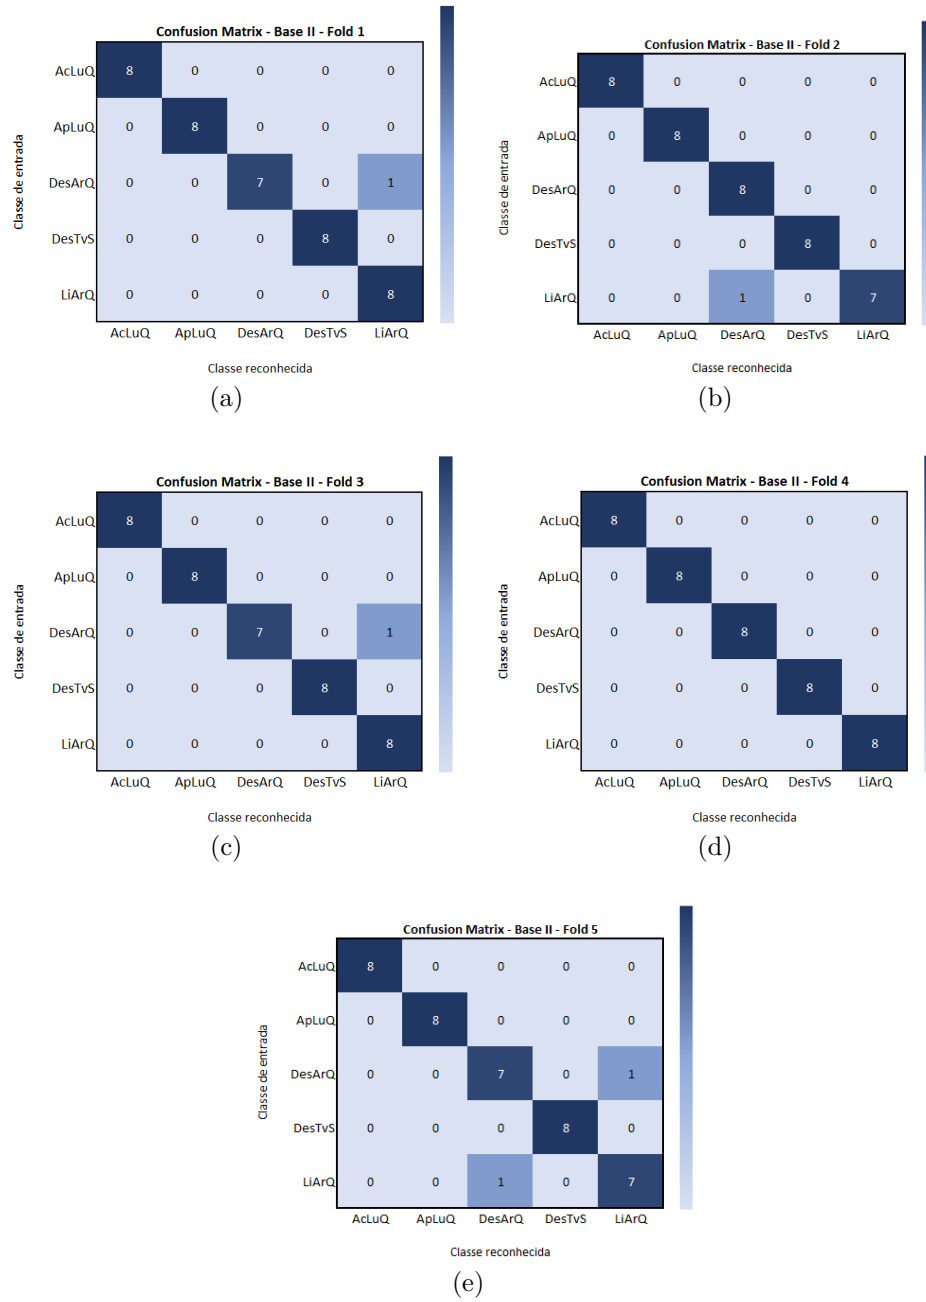 Confusion Matrix - Base II - Fold 1
Classe de entrada
AcLuQ 8 0 0 0 0
ApLuQ 0 8 0 0 0
DesArQ 0 0 7 0 1
DesTvS 0 0 0 8 0
LiArQ 0 0 0 0 8
AcLuQ ApLuQ DesArQ DesTvS LiArQ
Classe reconhecida
(a)
Confusion Matrix - Base II - Fold 2
Classe de entrada
AcLuQ 8 0 0 0 0
ApLuQ 0 8 0 0 0
DesArQ 0 0 8 0 0
DesTvS 0 0 0 8 0
LiArQ 0 0 1 0 7
AcLuQ ApLuQ DesArQ DesTvS LiArQ
Classe reconhecida
(b)
Confusion Matrix - Base II - Fold 3
Classe de entrada
AcLuQ 8 0 0 0 0
ApLuQ 0 8 0 0 0
DesArQ 0 0 7 0 1
DesTvS 0 0 0 8 0
LiArQ 0 0 0 0 8
AcLuQ ApLuQ DesArQ DesTvS LiArQ
Classe reconhecida
(c)
Confusion Matrix - Base II - Fold 4
Classe de entrada
AcLuQ 8 0 0 0 0
ApLuQ 0 8 0 0 0
DesArQ 0 0 8 0 0
DesTvS 0 0 0 8 0
LiArQ 0 0 0 0 8
AcLuQ ApLuQ DesArQ DesTvS LiArQ
Classe reconhecida
(d)
Confusion Matrix - Base II - Fold 5
Classe de entrada
AcLuQ 8 0 0 0 0
ApLuQ 0 8 0 0 0
DesArQ 0 0 7 0 1
DesTvS 0 0 0 8 0
LiArQ 0 0 1 0 7
AcLuQ ApLuQ DesArQ DesTvS LiArQ
Classe reconhecida
(e)